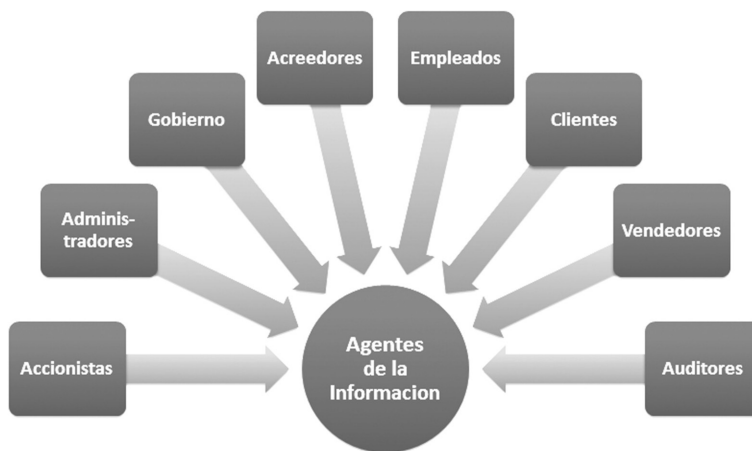 Acreedores
Empleados
Gobierno
Clientes
Adminis-
tradores
Vendedores
Accionistas
Agentes
de la
Informacion
Auditores